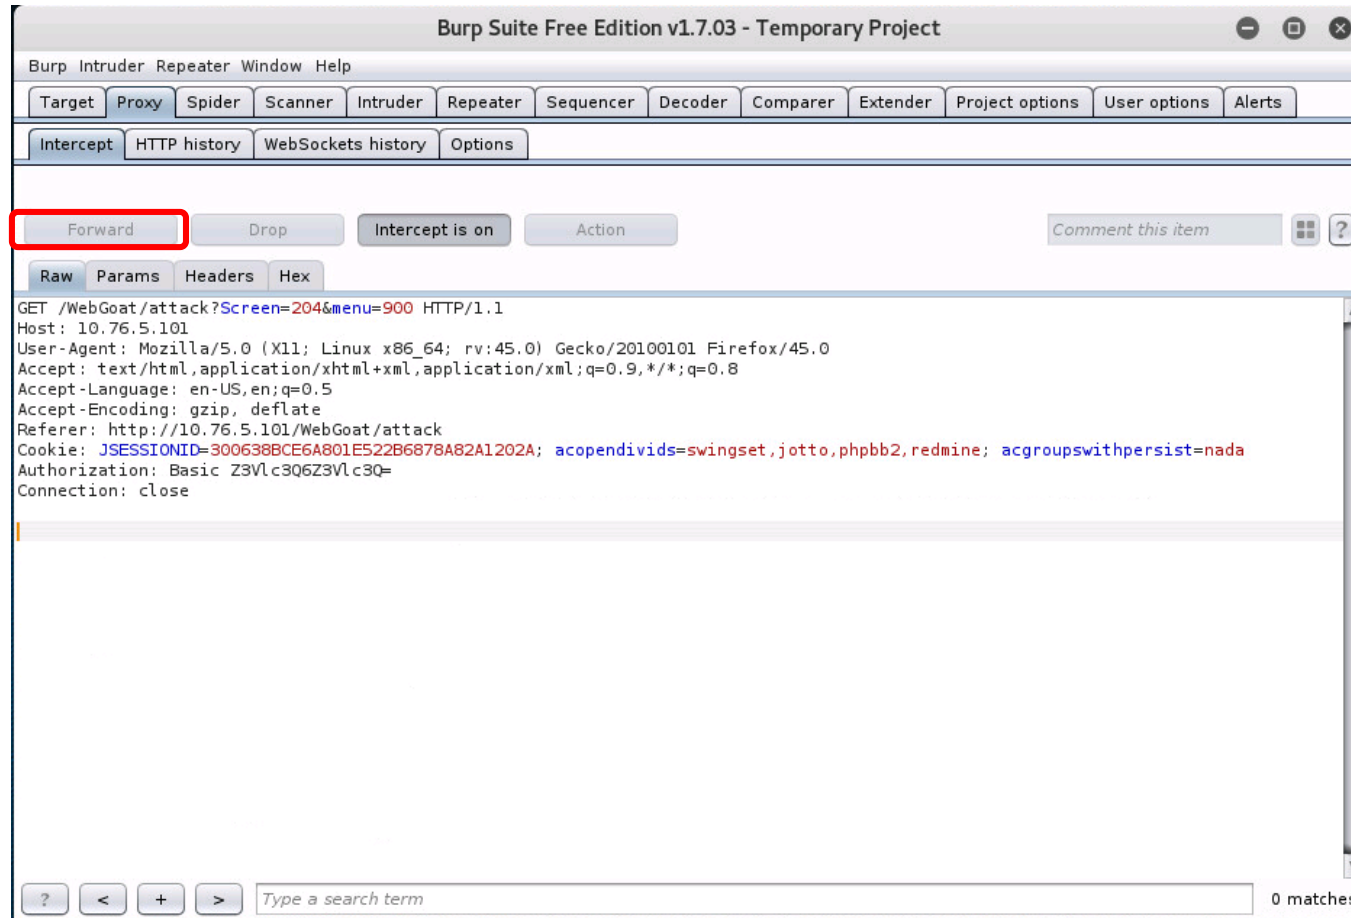 Burp Suite Free Edition v1.7.03 - Temporary Project
Burp Intruder Repeater Window Help
Target Proxy Spider Scanner Intruder Repeater Sequencer Decoder Comparer Extender Project options User options Alerts
Intercept HTTP history WebSockets history Options
Forward Drop Intercept is on Action Comment this item ?
Raw Params Headers Hex
GET /WebGoat/attack?Screen=204&menu=900 HTTP/1.1
Host: 10.76.5.101
User-Agent: Mozilla/5.0 (X11; Linux x86_64; rv:45.0) Gecko/20100101 Firefox/45.0
Accept: text/html,application/xhtml+xml,application/xml;q=0.9,*/*;q=0.8
Accept-Language: en-US,en;q=0.5
Accept-Encoding: gzip, deflate
Referer: http://10.76.5.101/WebGoat/attack
Cookie: JSESSIONID=300638BCE6A801E522B6878A82A1202A; acopendivids=swingset,jotto,phpbb2,redmine; acgroupswithpersist=nada
Authorization: Basic Z3Vlc3Q6Z3Vlc3Q=
Connection: close
? < + > Type a search term 0 matches